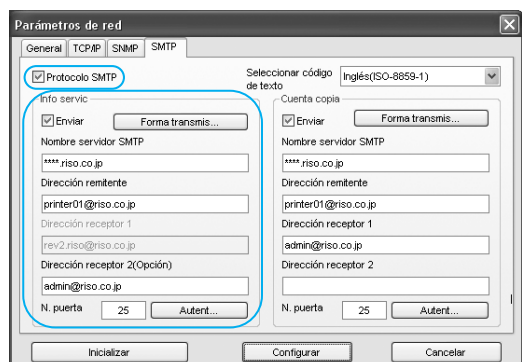 Parámetros de red
General TCP/IP SNMP SMTP
Protocolo SMTP
Seleccionar código de texto
Inglés(ISO-8859-1)
Info servic
Enviar Forma transmis...
Nombre servidor SMTP
****.riso.co.jp
Dirección remitente
printer01@riso.co.jp
Dirección receptor 1
rev2.riso@riso.co.jp
Dirección receptor 2(Opción)
admin@riso.co.jp
N. puerta 25 Autent...
Cuenta copia
Enviar Forma transmis...
Nombre servidor SMTP
****.riso.co.jp
Dirección remitente
printer01@riso.co.jp
Dirección receptor 1
admin@riso.co.jp
Dirección receptor 2
N. puerta 25 Autent...
Inicializar Configurar Cancelar